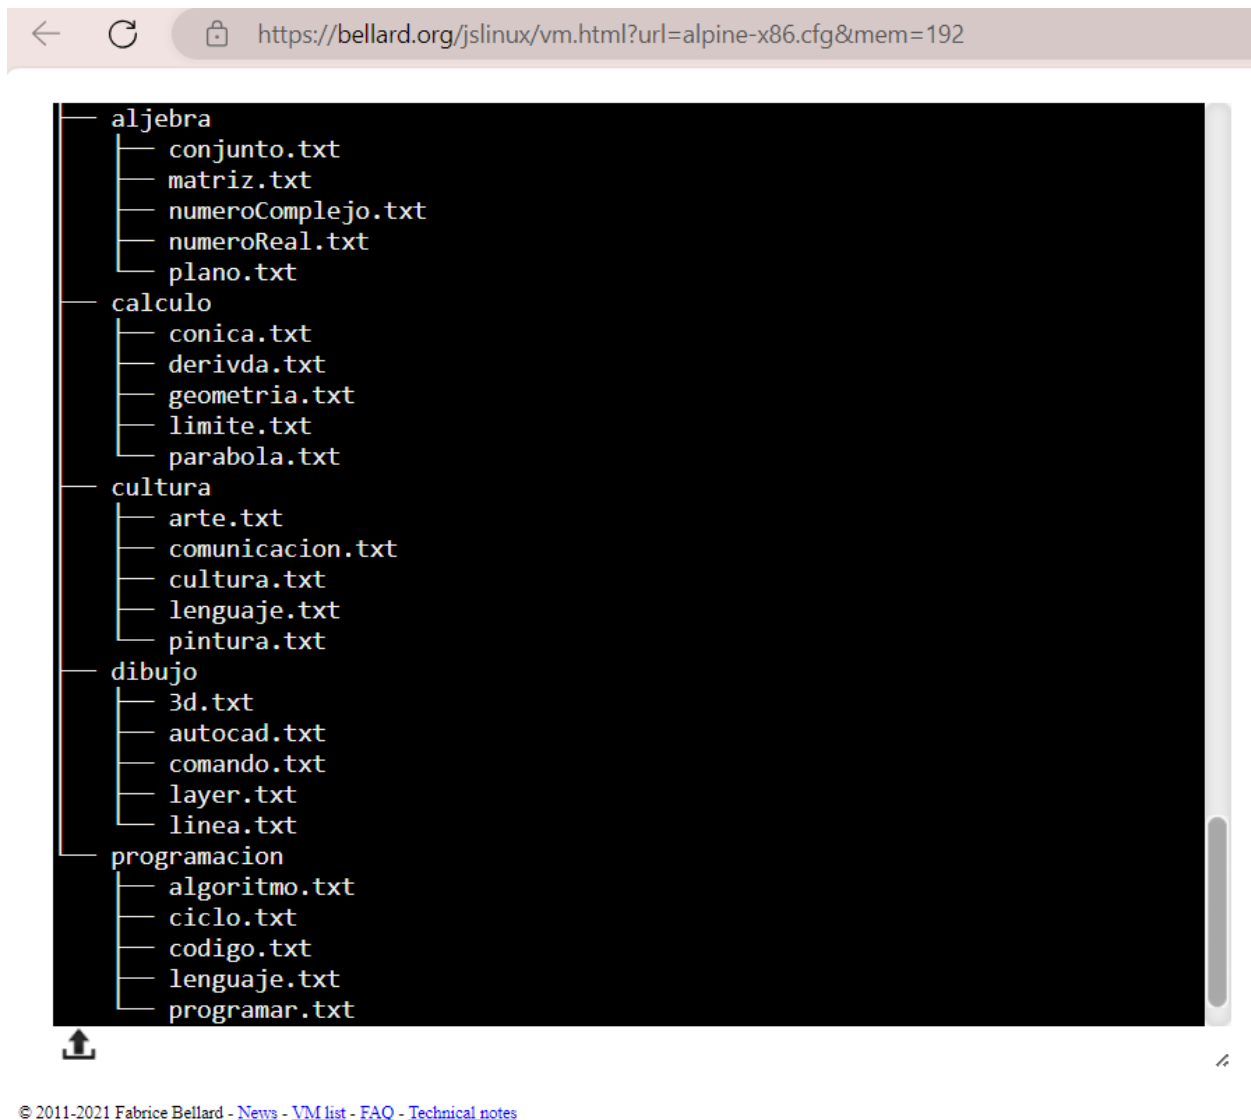 https://bellard.org/jslinux/vm.html?url=alpine-x86.cfg&mem=192
├── aljebra
│   ├── conjunto.txt
│   ├── matriz.txt
│   ├── numeroComplejo.txt
│   ├── numeroReal.txt
│   └── plano.txt
├── calculo
│   ├── conica.txt
│   ├── derivda.txt
│   ├── geometria.txt
│   ├── limite.txt
│   └── parabola.txt
├── cultura
│   ├── arte.txt
│   ├── comunicacion.txt
│   ├── cultura.txt
│   ├── lenguaje.txt
│   └── pintura.txt
├── dibujo
│   ├── 3d.txt
│   ├── autocad.txt
│   ├── comando.txt
│   ├── layer.txt
│   └── linea.txt
└── programacion
    ├── algoritmo.txt
    ├── ciclo.txt
    ├── codigo.txt
    ├── lenguaje.txt
    └── programar.txt
© 2011-2021 Fabrice Bellard - News - VM list - FAQ - Technical notes